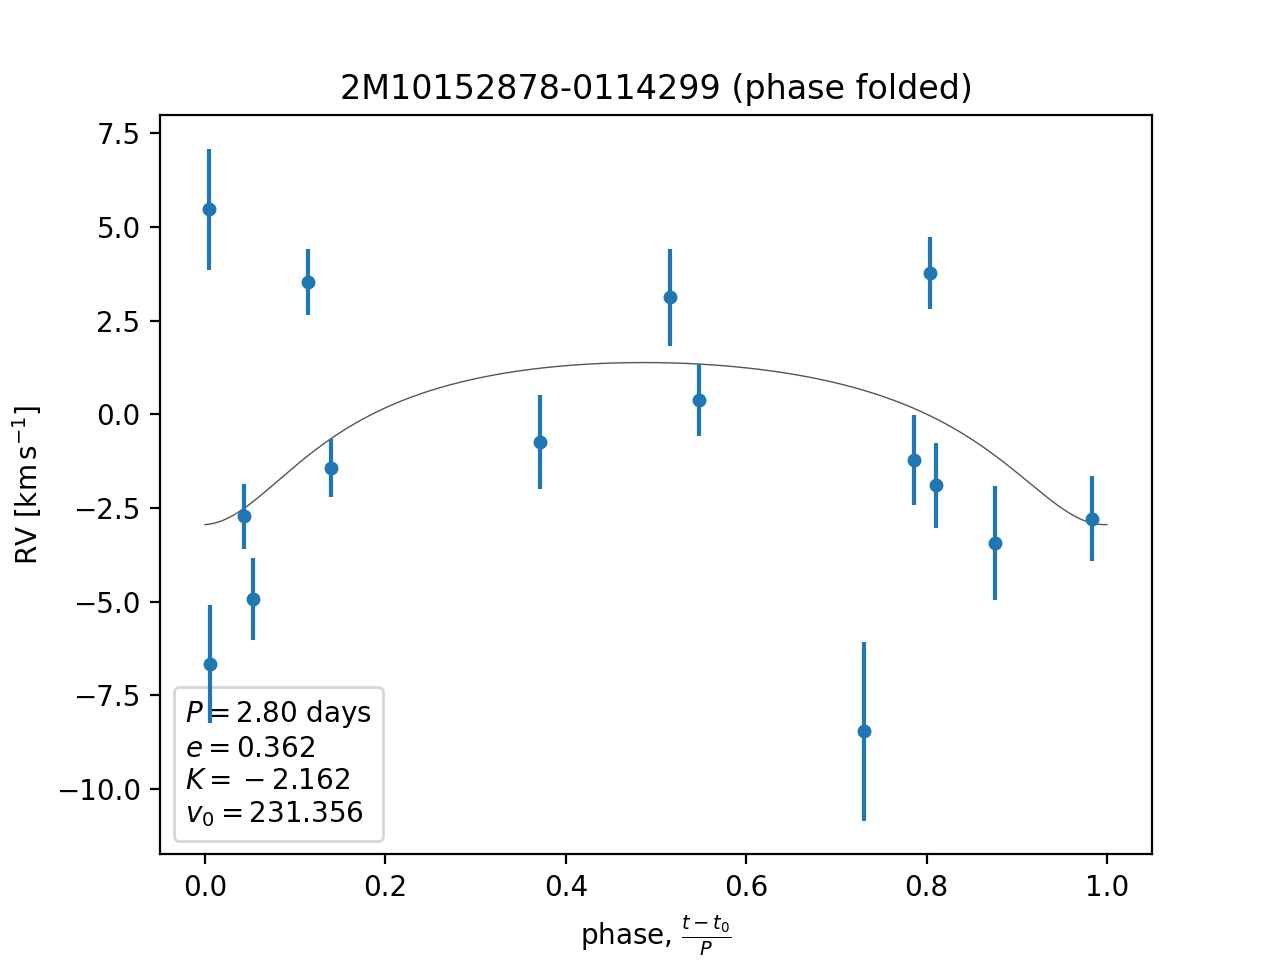 2M10152878-0114299 (phase folded)
7.5
5.0
2.5
0.0
−2.5
−5.0
−7.5
−10.0
RV [km s⁻¹]
P = 2.80 days
e = 0.362
K = −2.162
v₀ = 231.356
0.0 0.2 0.4 0.6 0.8 1.0
phase, (t − t₀)/P